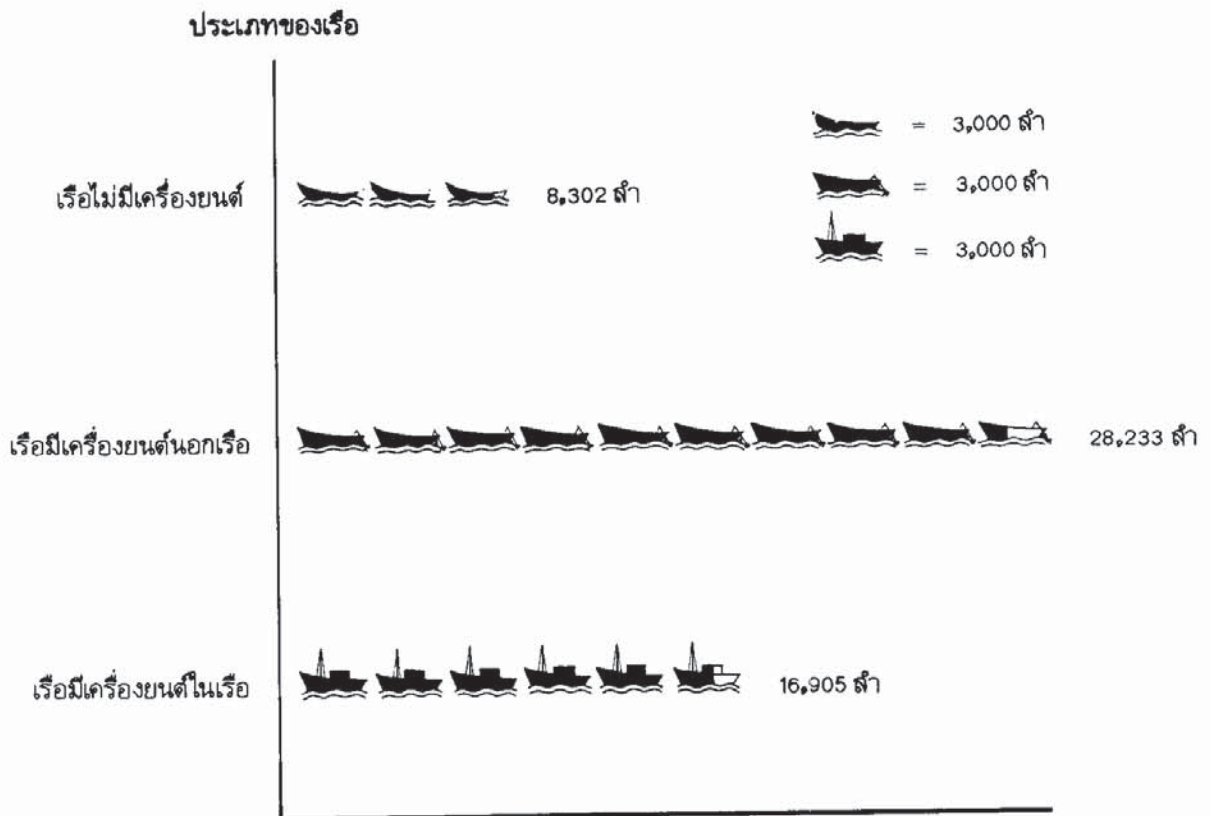 ประเภทของเรือ
= 3,000 ลำ
= 3,000 ลำ
= 3,000 ลำ
เรือไม่มีเครื่องยนต์ 8,302 ลำ
เรือมีเครื่องยนต์นอกเรือ 28,233 ลำ
เรือมีเครื่องยนต์ในเรือ 16,905 ลำ